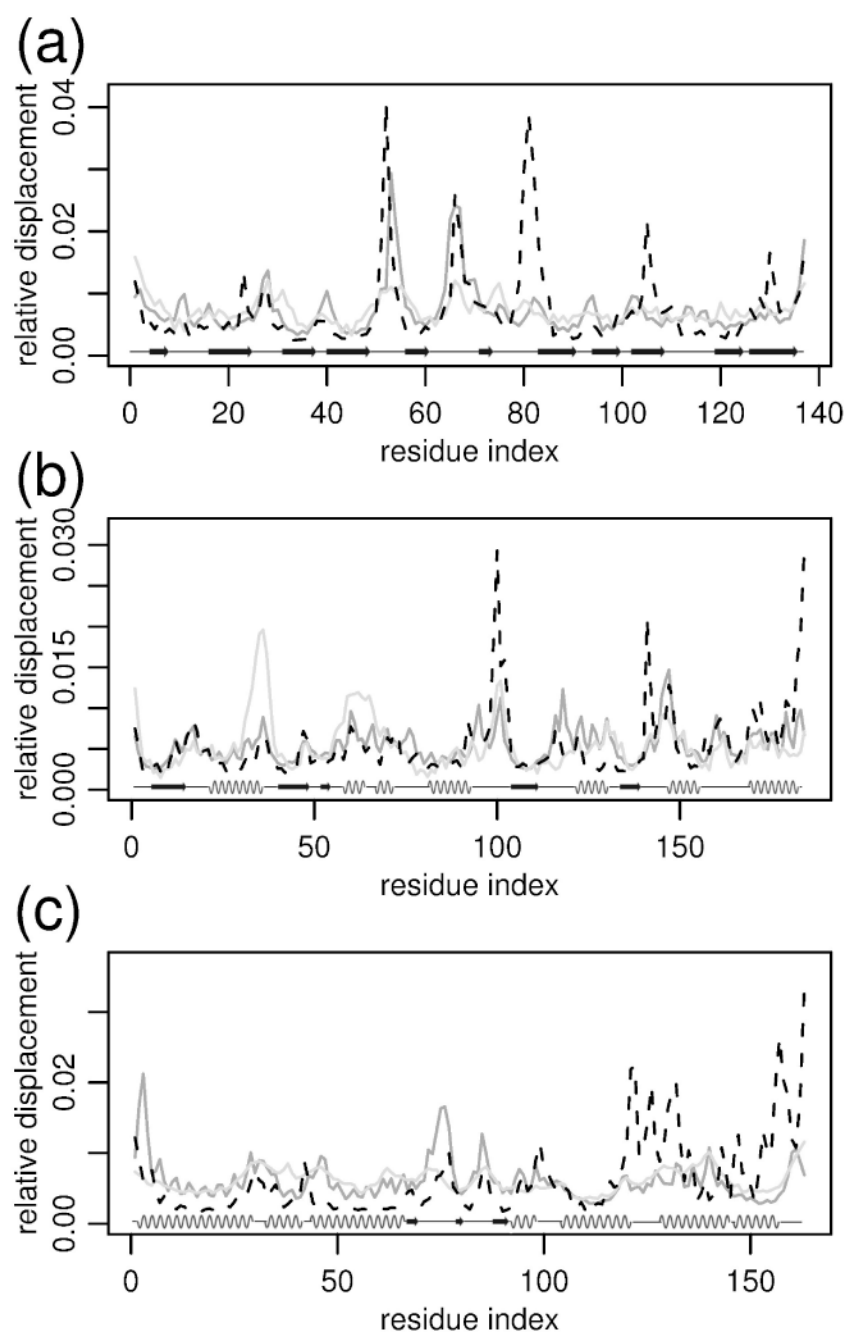 (a)
relative displacement
0.04
0.02
0.00
0 20 40 60 80 100 120 140
residue index
(b)
relative displacement
0.030
0.015
0.000
0 50 100 150
residue index
(c)
relative displacement
0.02
0.00
0 50 100 150
residue index